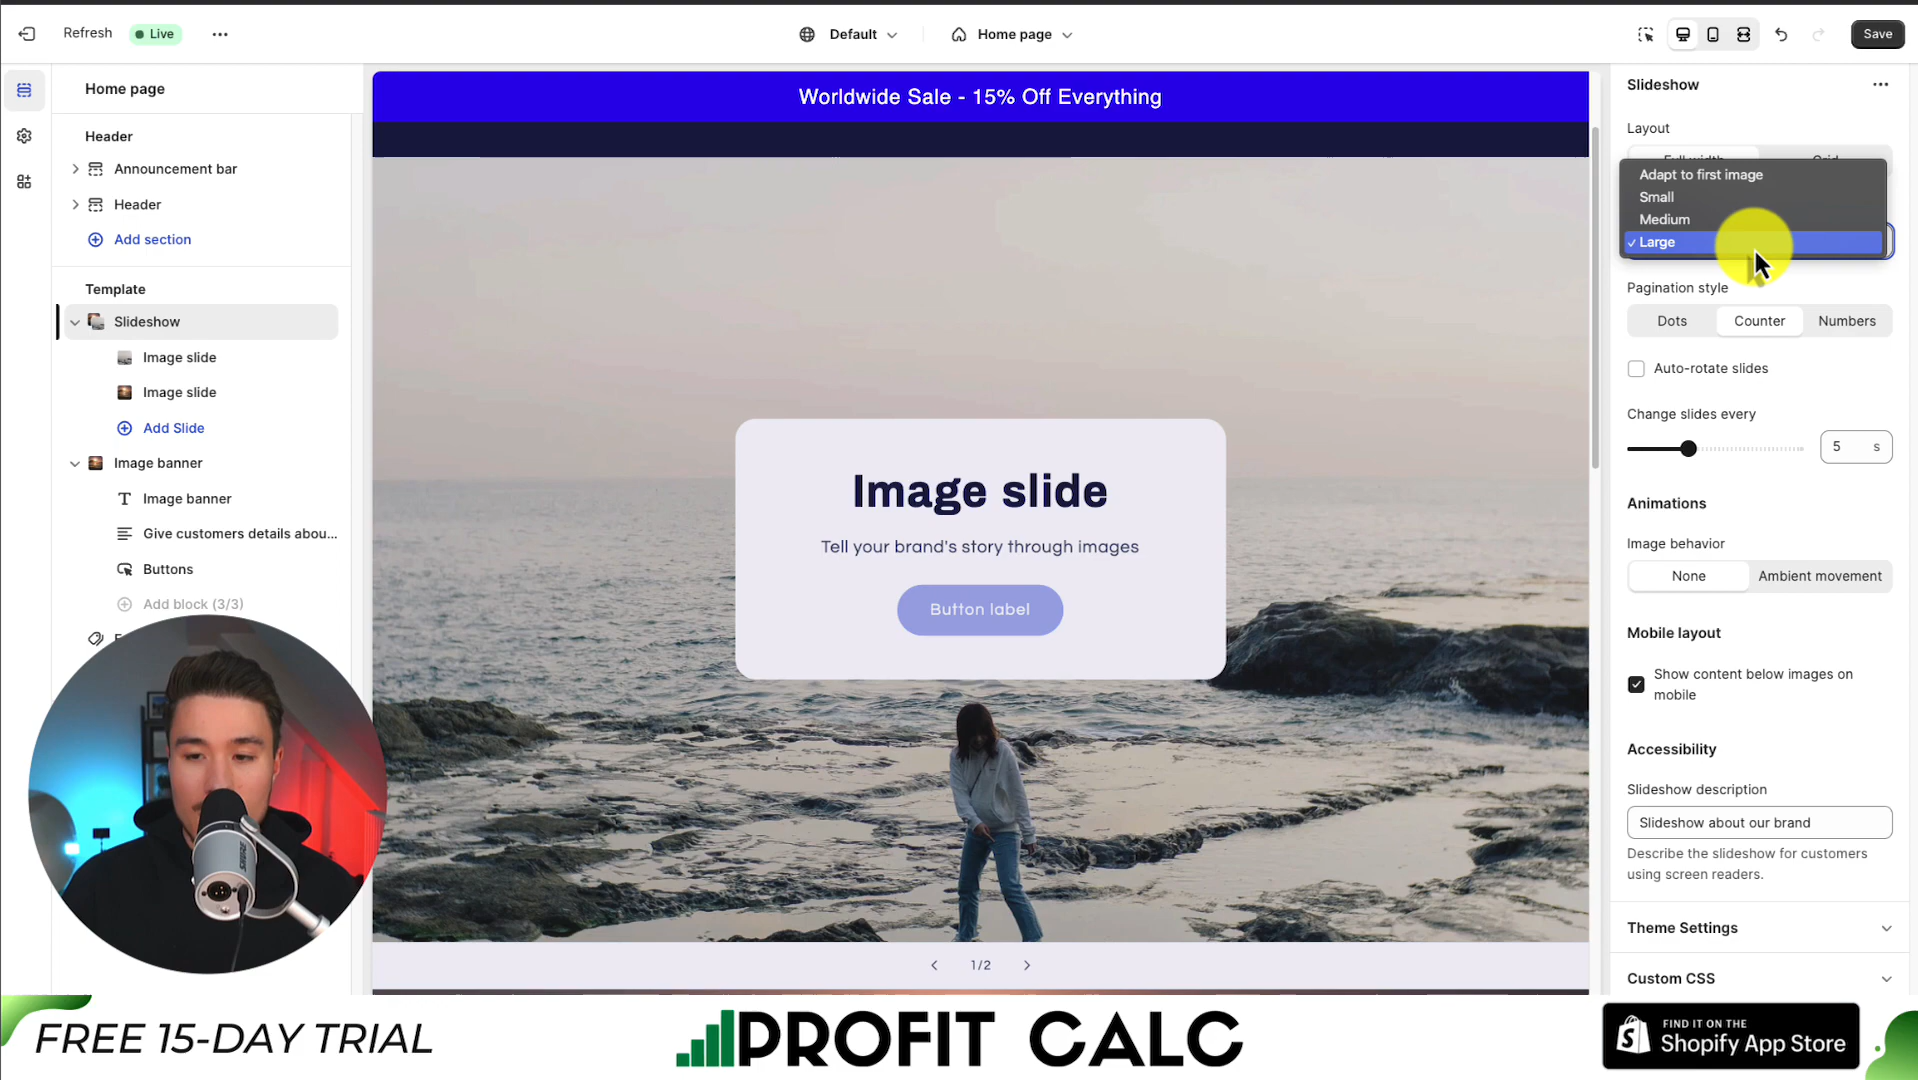 Refresh
Live
Default
Home page
Save
Home page
Header
Announcement bar
Header
Add section
Template
Slideshow
Image slide
Image slide
Add Slide
Image banner
Image banner
Give customers details abou...
Buttons
Add block (3/3)
Worldwide Sale - 15% Off Everything
Image slide
Tell your brand's story through images
Button label
1/2
Slideshow
Layout
Full width
Grid
Adapt to first image
Small
Medium
✓ Large
Pagination style
Dots
Counter
Numbers
Auto-rotate slides
Change slides every
5 s
Animations
Image behavior
None
Ambient movement
Mobile layout
Show content below images on
mobile
Accessibility
Slideshow description
Slideshow about our brand
Describe the slideshow for customers
using screen readers.
Theme Settings
Custom CSS
FREE 15-DAY TRIAL
PROFIT CALC
FIND IT ON THE
Shopify App Store